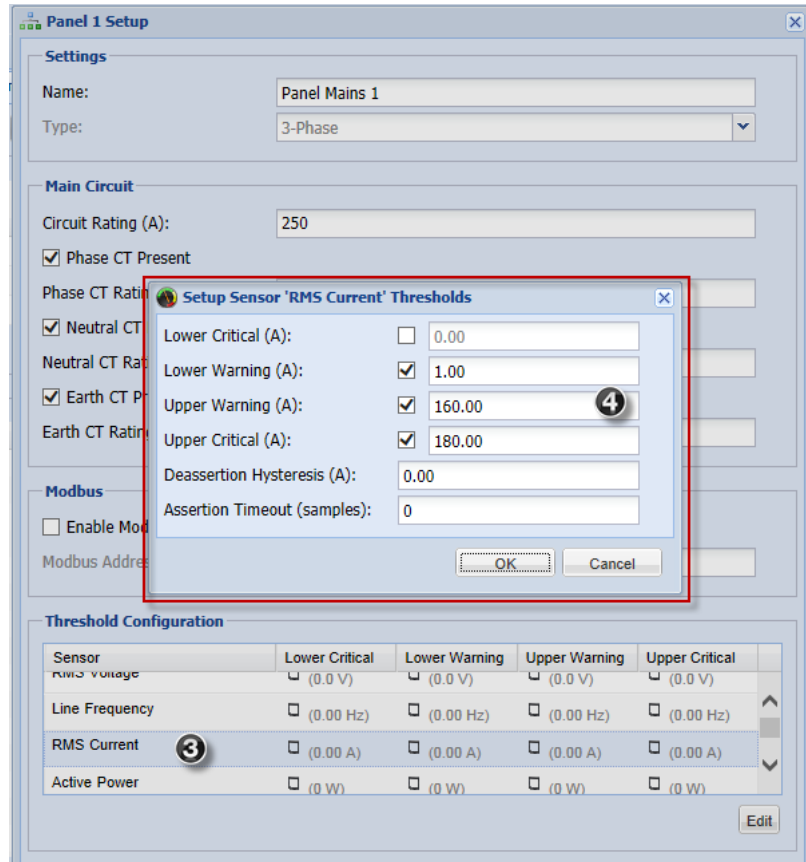 Panel 1 Setup
Settings
Name: Panel Mains 1
Type: 3-Phase
Main Circuit
Circuit Rating (A): 250
Phase CT Present
Phase CT
Setup Sensor 'RMS Current' Thresholds
Lower Critical (A): 0.00
Neutral CT
Lower Warning (A): 1.00
Neutral CT
Upper Warning (A): 160.00 4
Earth CT
Upper Critical (A): 180.00
Earth CT Rating
Deassertion Hysteresis (A): 0.00
Modbus
Assertion Timeout (samples): 0
Enable
Modbus
OK Cancel
Threshold Configuration
Sensor Lower Critical Lower Warning Upper Warning Upper Critical
RMS Voltage (0.0 V) (0.0 V) (0.0 V) (0.0 V)
Line Frequency (0.00 Hz) (0.00 Hz) (0.00 Hz) (0.00 Hz)
RMS Current 3 (0.00 A) (0.00 A) (0.00 A) (0.00 A)
Active Power (0 W) (0 W) (0 W) (0 W)
Edit